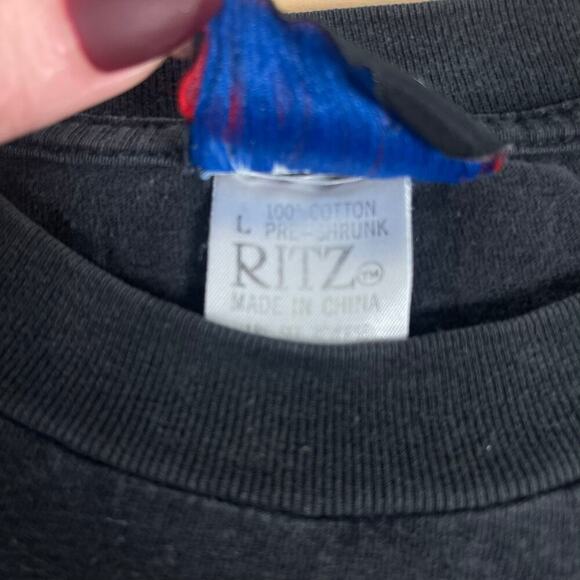 L 100% COTTON
PRE-SHRUNK
RITZ™
MADE IN CHINA